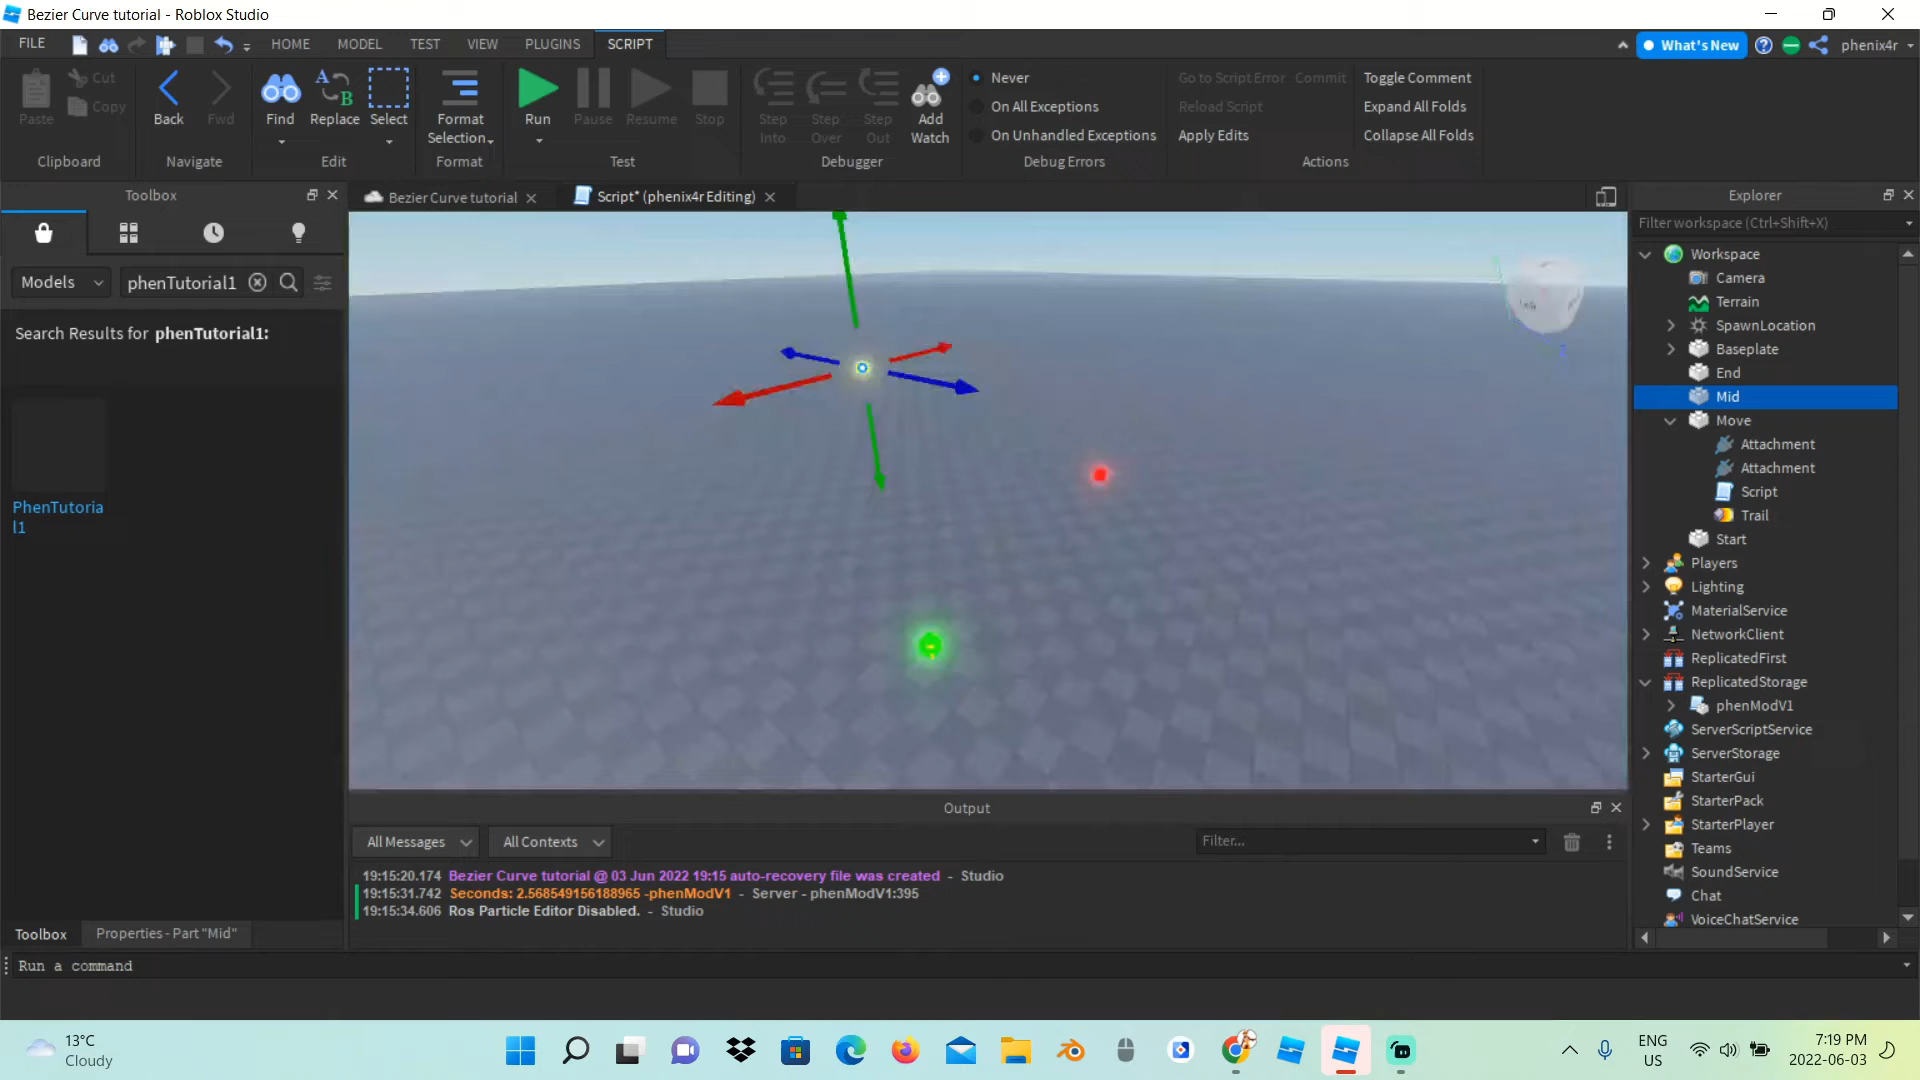 Bezier Curve tutorial - Roblox Studio
FILE HOME MODEL TEST VIEW PLUGINS SCRIPT What's New phenix4r
Paste Cut Copy
Clipboard
Back Fwd
Navigate
Find Replace Select
Edit
Format Selection
Format
Run Pause Resume Stop
Test
Step Into Step Over Step Out Add Watch
Debugger
Never
On All Exceptions
On Unhandled Exceptions
Debug Errors
Go to Script Error Commit Toggle Comment
Reload Script Expand All Folds
Apply Edits Collapse All Folds
Actions
Toolbox
Bezier Curve tutorial
Script* (phenix4r Editing)
Explorer
Filter workspace (Ctrl+Shift+X)
Models phenTutorial1
Search Results for phenTutorial1:
PhenTutoria
l1
Workspace
Camera
Terrain
SpawnLocation
Baseplate
End
Mid
Move
Attachment
Attachment
Script
Trail
Start
Players
Lighting
MaterialService
NetworkClient
ReplicatedFirst
ReplicatedStorage
phenModV1
ServerScriptService
ServerStorage
StarterGui
StarterPack
StarterPlayer
Teams
SoundService
Chat
VoiceChatService
Output
All Messages All Contexts Filter...
19:15:20.174 Bezier Curve tutorial @ 03 Jun 2022 19:15 auto-recovery file was created - Studio
19:15:31.742 Seconds: 2.568549156188965 -phenModV1 - Server - phenModV1:395
19:15:34.606 Ros Particle Editor Disabled. - Studio
Toolbox Properties - Part "Mid"
Run a command
13°C
Cloudy
ENG
US
7:19 PM
2022-06-03